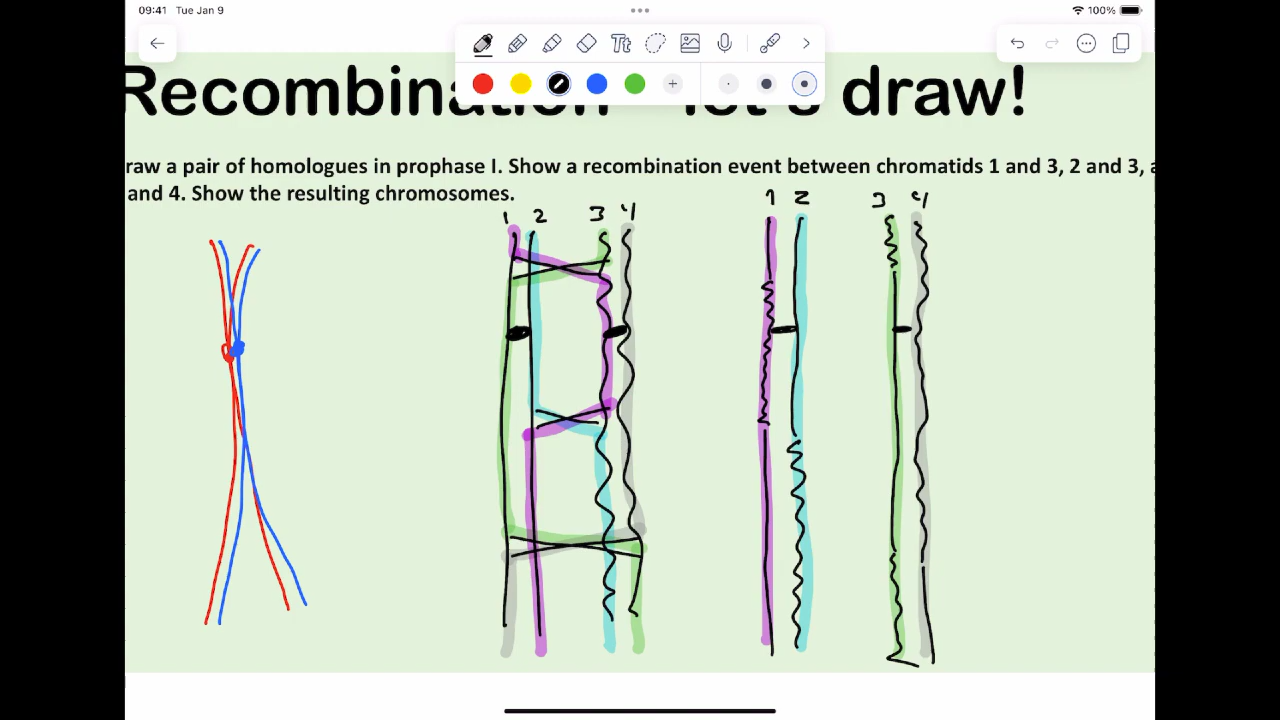 09:41 Tue Jan 9
100%
Tt
Recombination let's draw!
raw a pair of homologues in prophase I. Show a recombination event between chromatids 1 and 3, 2 and 3, a
and 4. Show the resulting chromosomes.
1 2 3 4
1 2 3 4